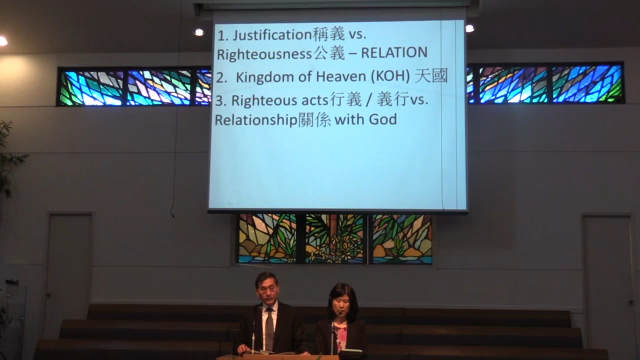 1. Justification稱義 vs.
Righteousness公義 – RELATION
2. Kingdom of Heaven (KOH) 天國
3. Righteous acts行義 / 義行vs.
Relationship關係 with God